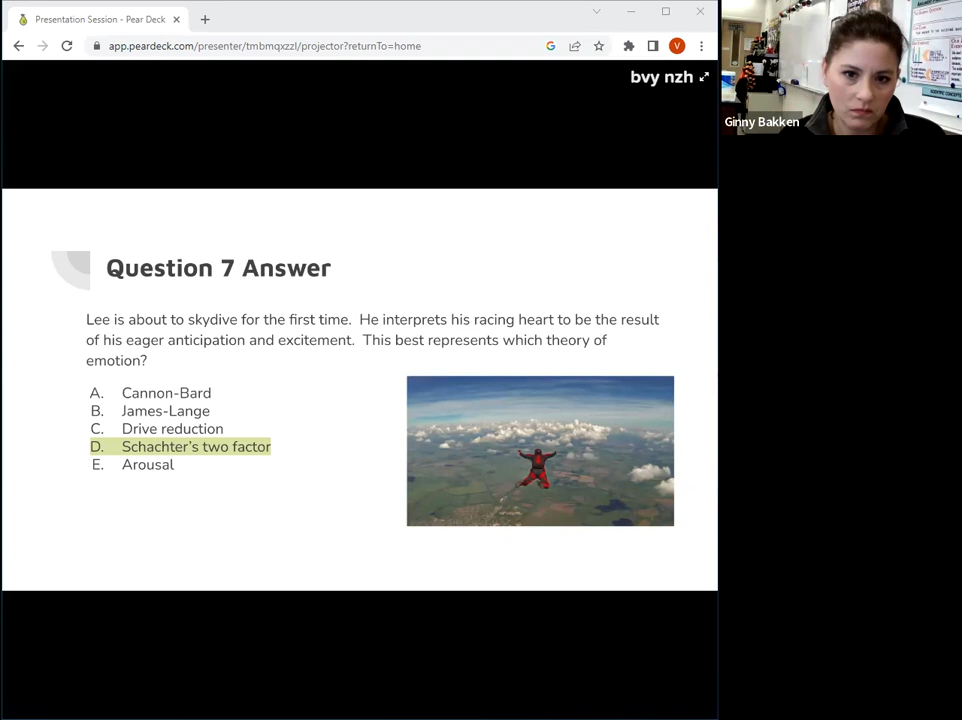 Presentation Session - Pear Deck
app.peardeck.com/presenter/tmbmqxzzl/projector?returnTo=home
V
bvy nzh
Ginny Bakken
Question 7 Answer
Lee is about to skydive for the first time. He interprets his racing heart to be the result
of his eager anticipation and excitement. This best represents which theory of
emotion?
A. Cannon-Bard
B. James-Lange
C. Drive reduction
D. Schachter's two factor
E. Arousal